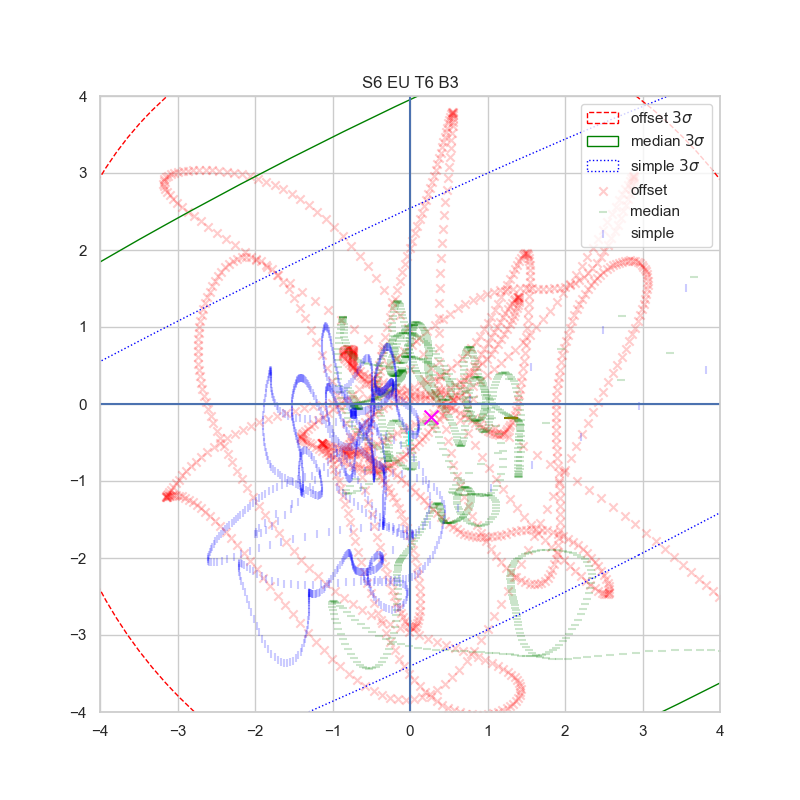 S6 EU T6 B3
offset 3σ
median 3σ
simple 3σ
offset
median
simple
4
3
2
1
0
−1
−2
−3
−4
−4 −3 −2 −1 0 1 2 3 4